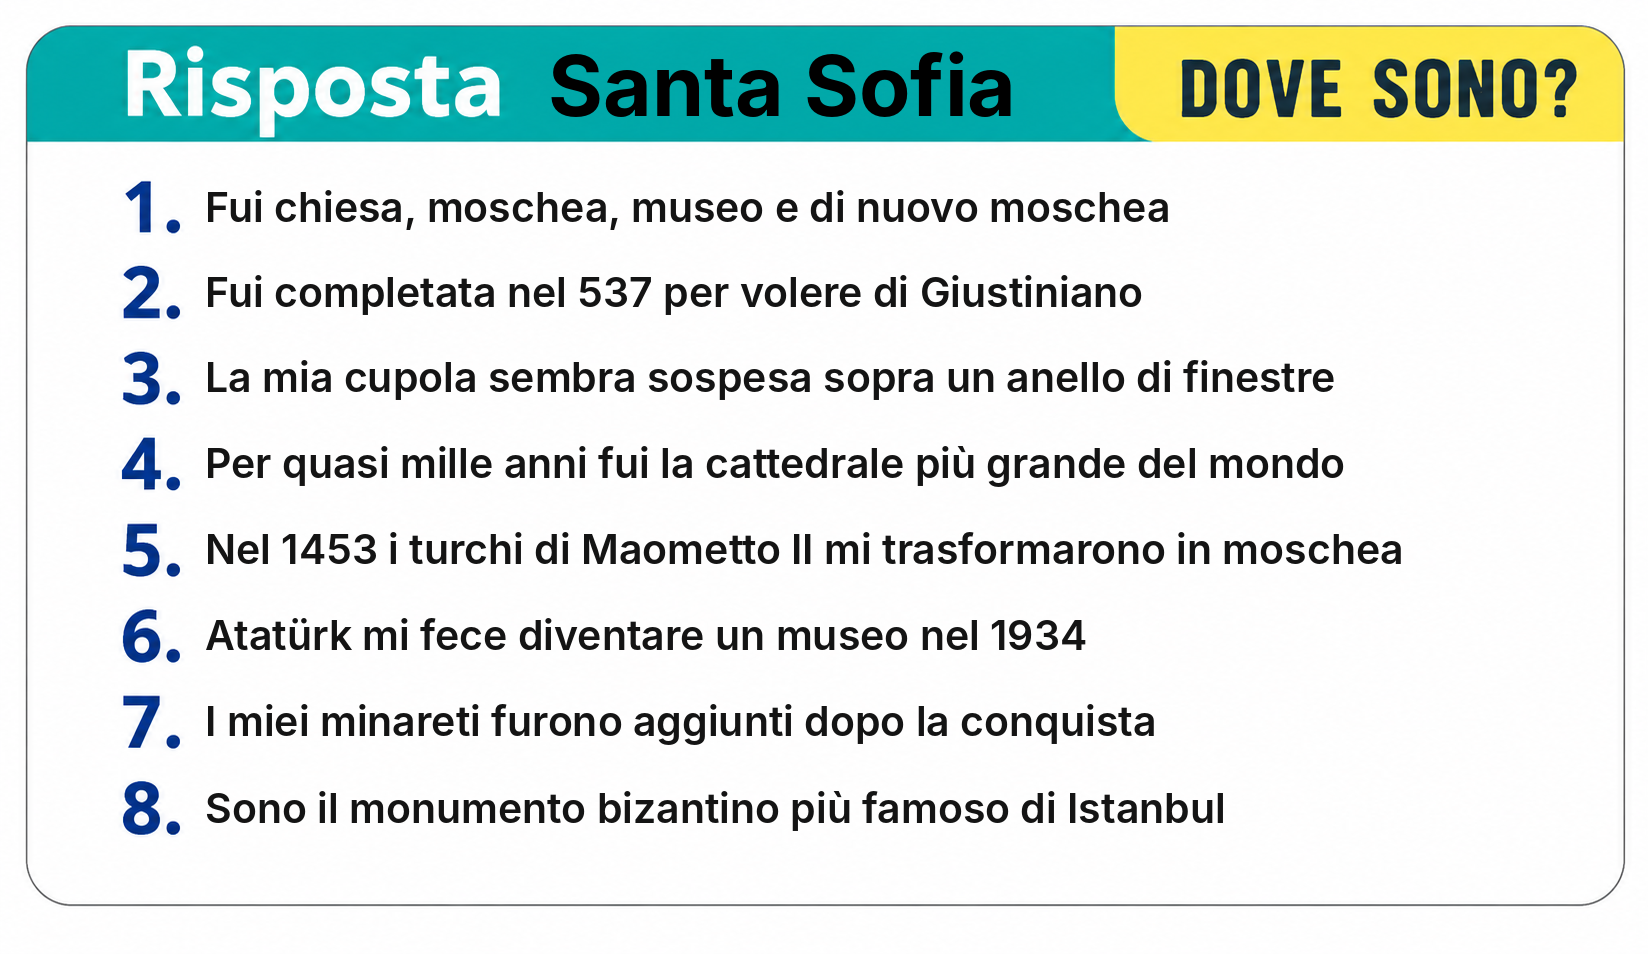 Risposta Santa Sofia DOVE SONO?
1. Fui chiesa, moschea, museo e di nuovo moschea
2. Fui completata nel 537 per volere di Giustiniano
3. La mia cupola sembra sospesa sopra un anello di finestre
4. Per quasi mille anni fui la cattedrale più grande del mondo
5. Nel 1453 i turchi di Maometto II mi trasformarono in moschea
6. Atatürk mi fece diventare un museo nel 1934
7. I miei minareti furono aggiunti dopo la conquista
8. Sono il monumento bizantino più famoso di Istanbul